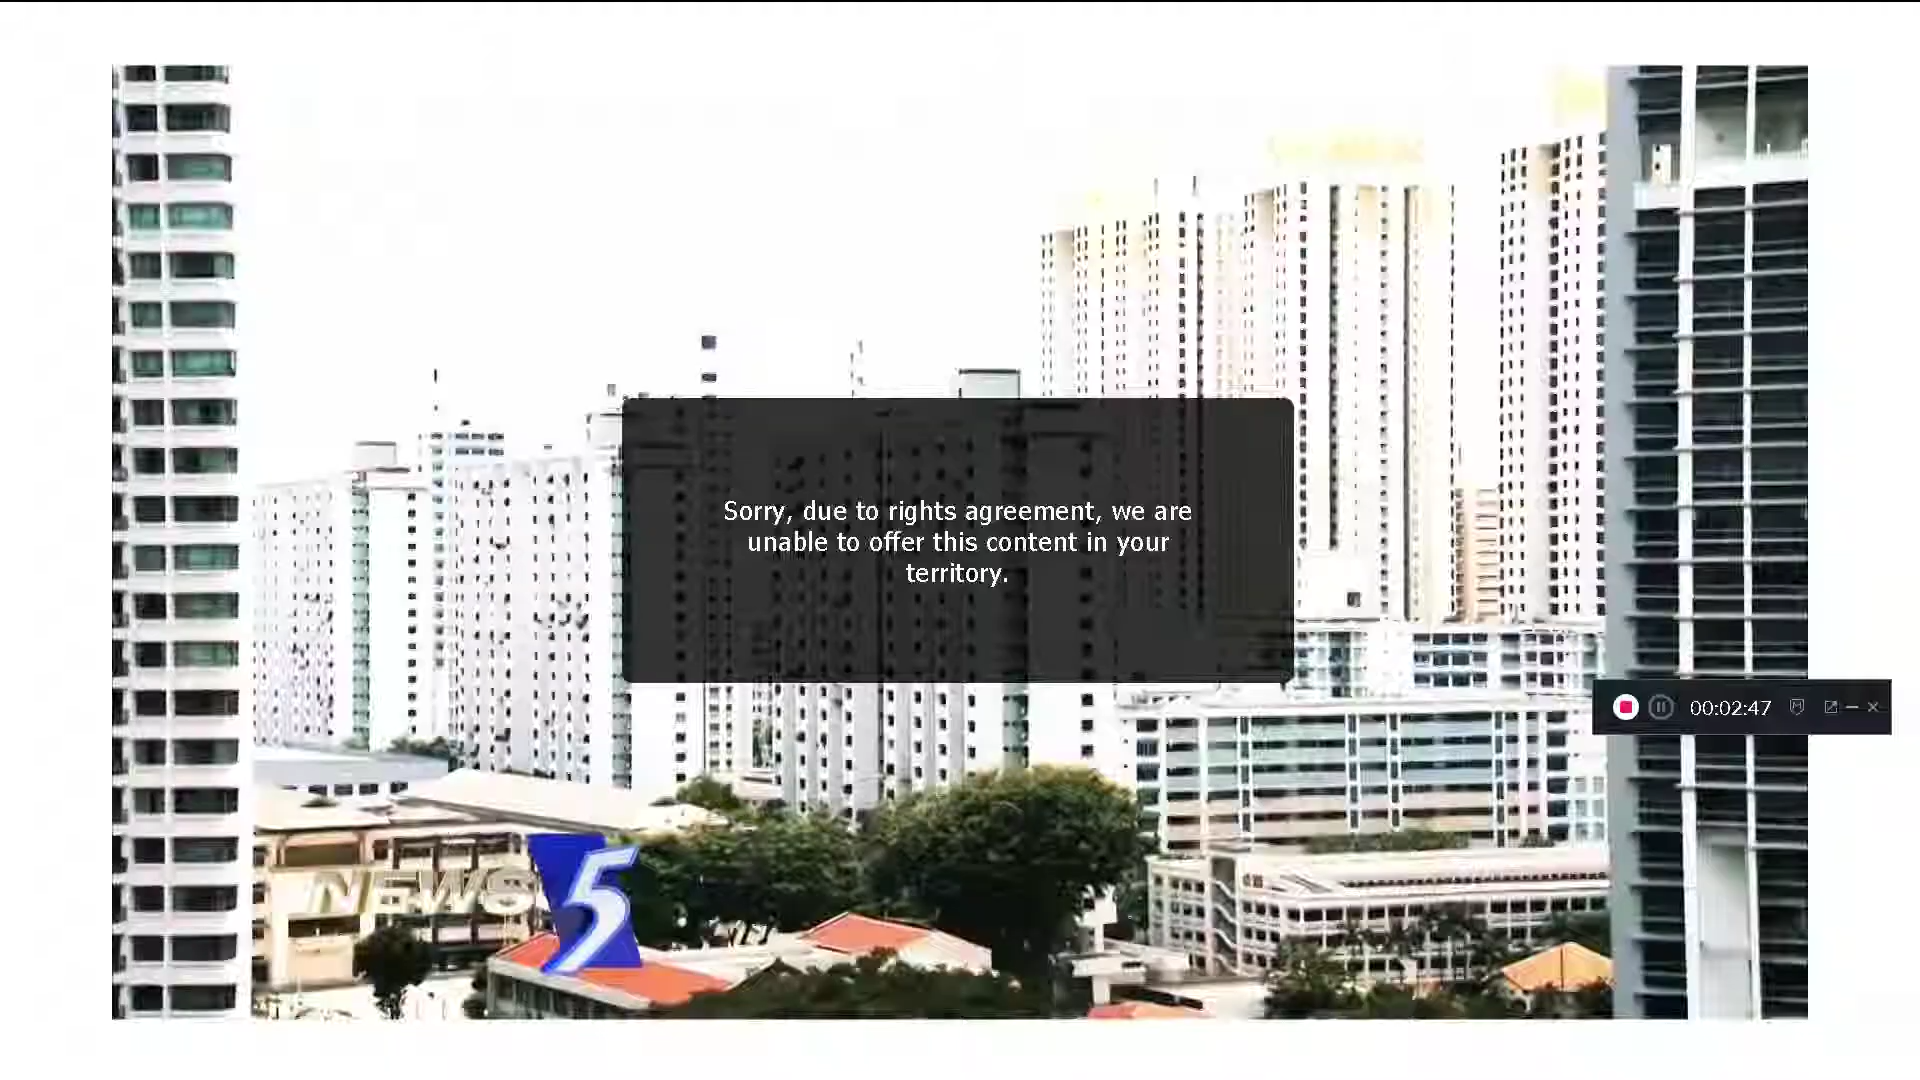 Sorry, due to rights agreement, we are
unable to offer this content in your
territory.
00:02:47
NEWS 5